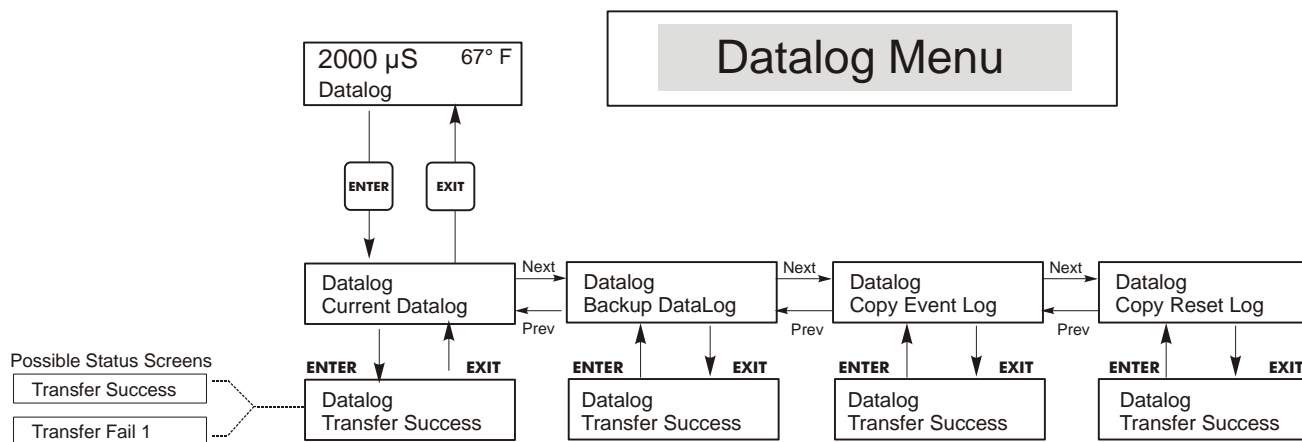 Datalog Menu
2000 µS 67° F
Datalog
ENTER EXIT
Datalog
Current Datalog
Next
Prev
Datalog
Backup DataLog
Next
Prev
Datalog
Copy Event Log
Next
Prev
Datalog
Copy Reset Log
Possible Status Screens
Transfer Success
Transfer Fail 1
ENTER EXIT
Datalog
Transfer Success
ENTER EXIT
Datalog
Transfer Success
ENTER EXIT
Datalog
Transfer Success
ENTER EXIT
Datalog
Transfer Success